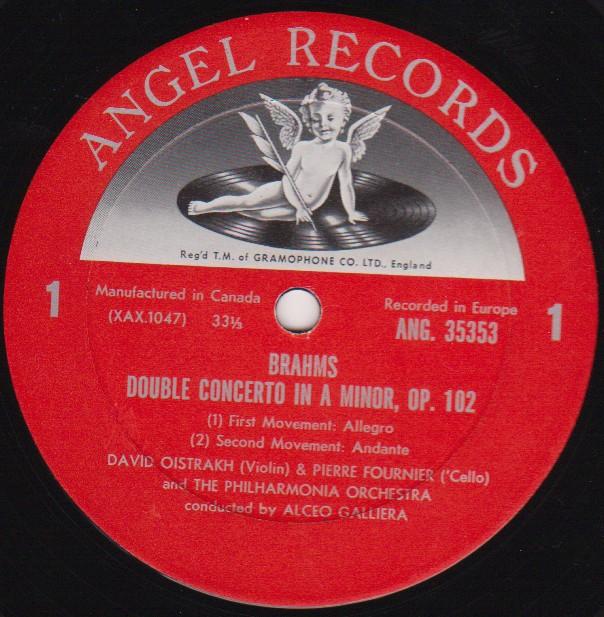 ANGEL RECORDS
Reg'd T.M. of GRAMOPHONE CO. LTD., England
1
Manufactured in Canada
(XAX.1047) 33⅓
Recorded in Europe
ANG. 35353
1
BRAHMS
DOUBLE CONCERTO IN A MINOR, OP. 102
(1) First Movement: Allegro
(2) Second Movement: Andante
DAVID OISTRAKH (Violin) & PIERRE FOURNIER ('Cello)
and THE PHILHARMONIA ORCHESTRA
conducted by ALCEO GALLIERA